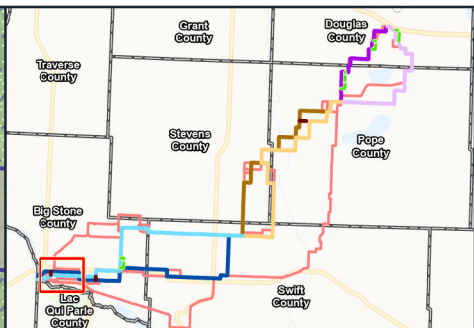 Grant
County
Douglas
County
Traverse
County
Stevens
County
Pope
County
Big Stone
County
Swift
County
Lac
Qui Parle
County